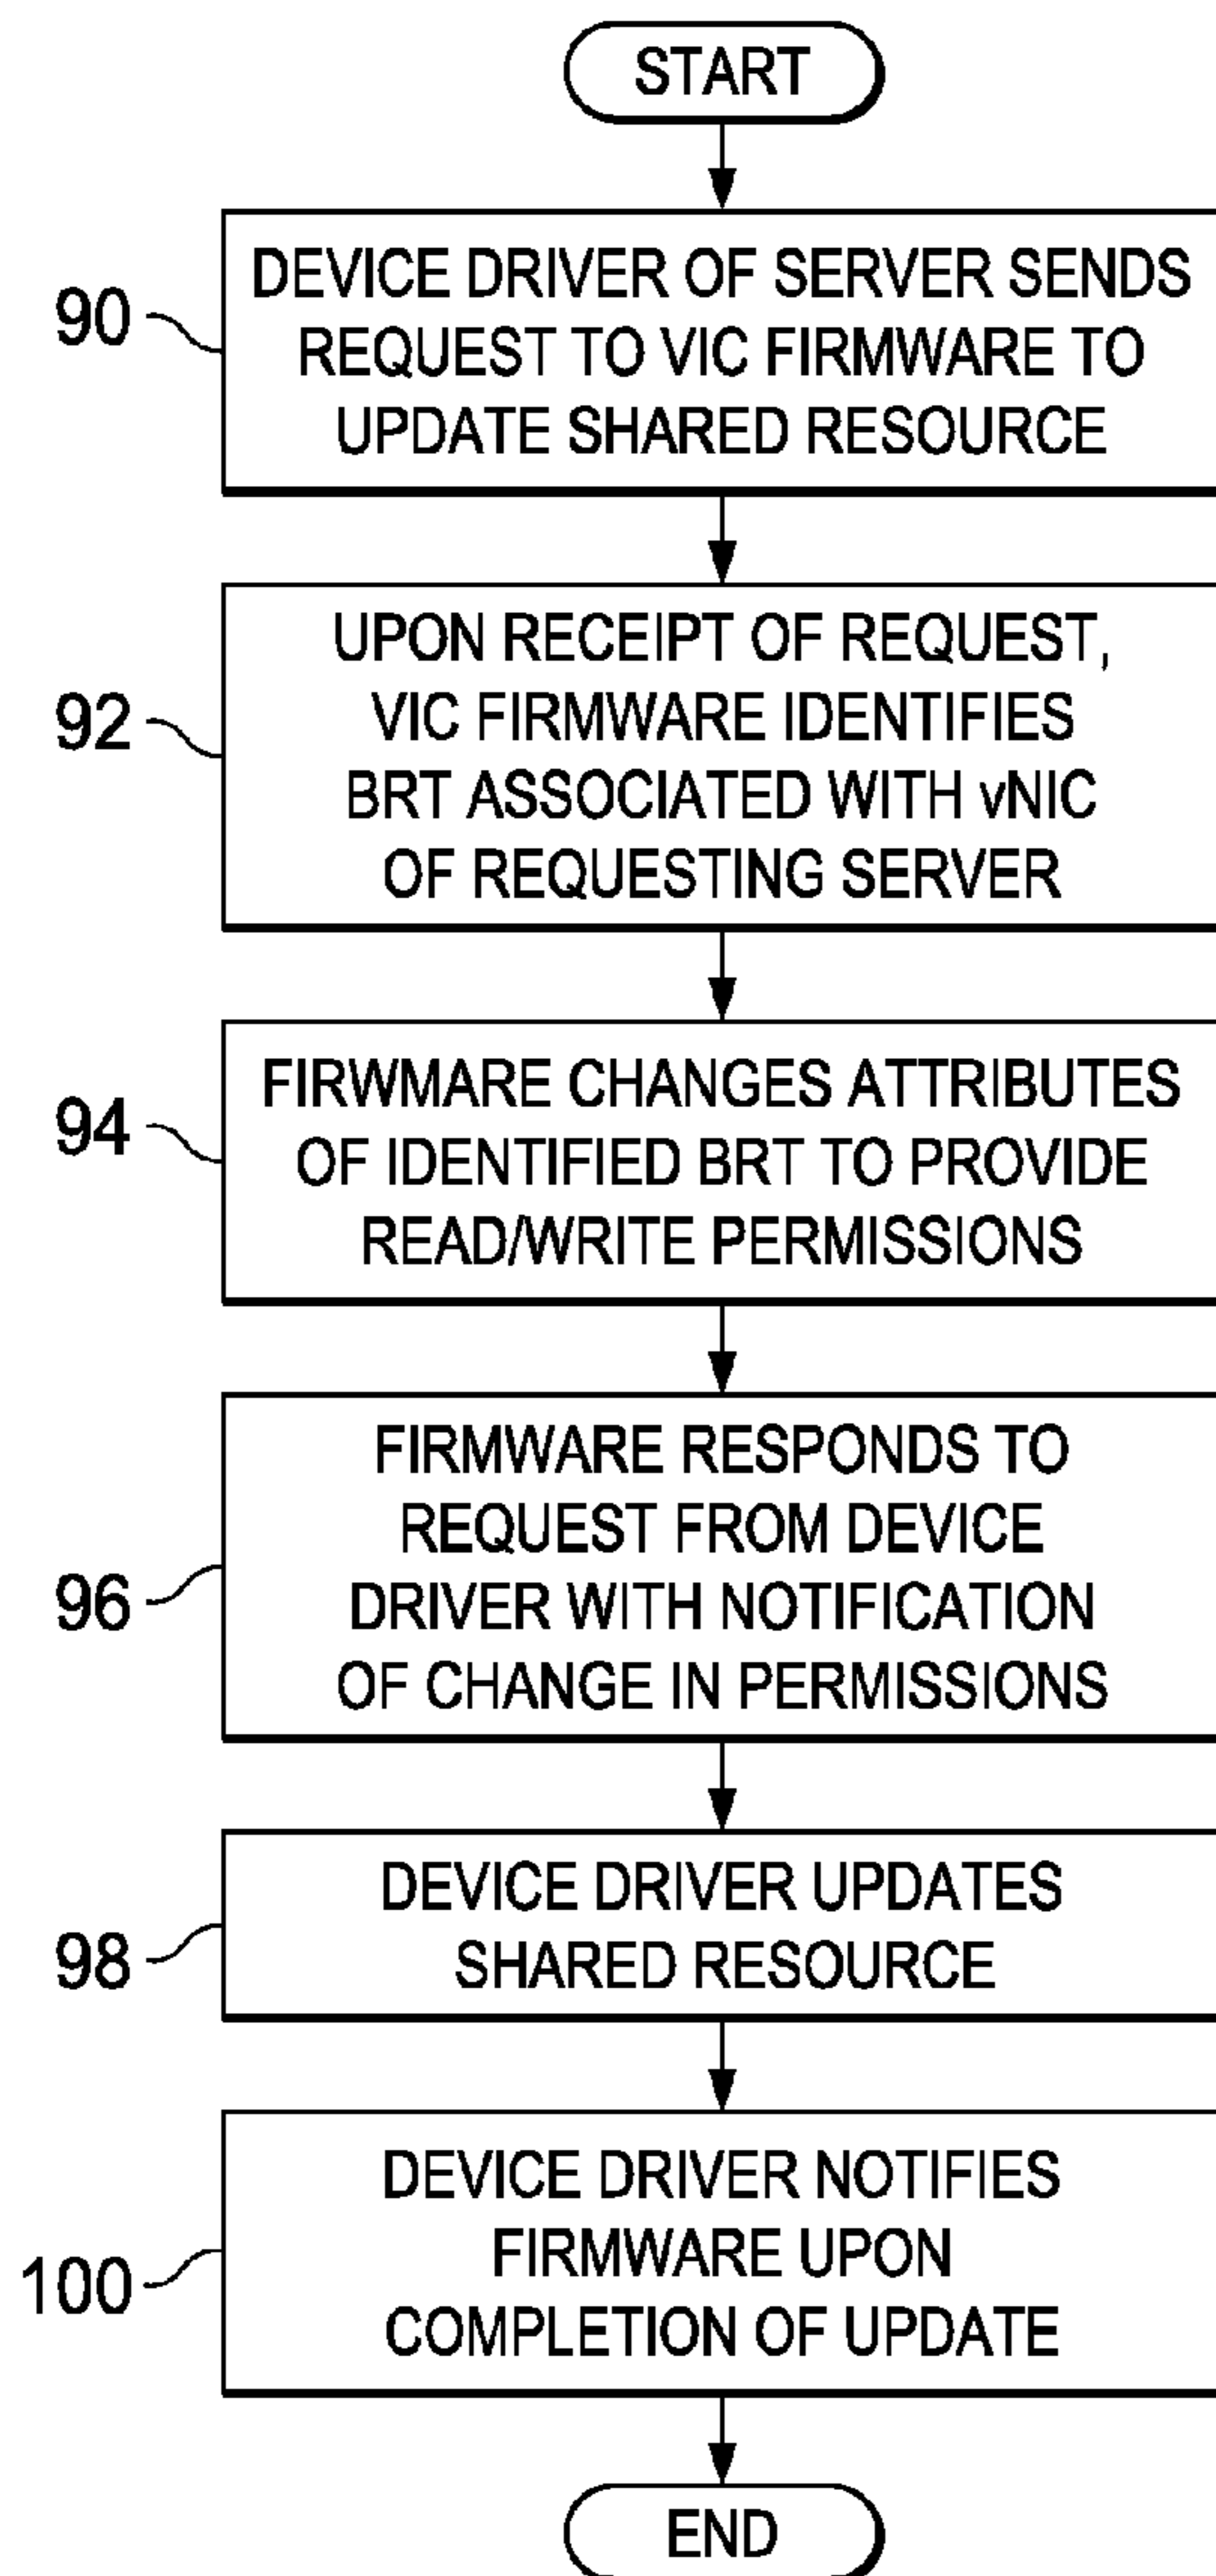 START
90
DEVICE DRIVER OF SERVER SENDS
REQUEST TO VIC FIRMWARE TO
UPDATE SHARED RESOURCE
92
UPON RECEIPT OF REQUEST,
VIC FIRMWARE IDENTIFIES
BRT ASSOCIATED WITH vNIC
OF REQUESTING SERVER
94
FIRWMARE CHANGES ATTRIBUTES
OF IDENTIFIED BRT TO PROVIDE
READ/WRITE PERMISSIONS
96
FIRMWARE RESPONDS TO
REQUEST FROM DEVICE
DRIVER WITH NOTIFICATION
OF CHANGE IN PERMISSIONS
98
DEVICE DRIVER UPDATES
SHARED RESOURCE
100
DEVICE DRIVER NOTIFIES
FIRMWARE UPON
COMPLETION OF UPDATE
END